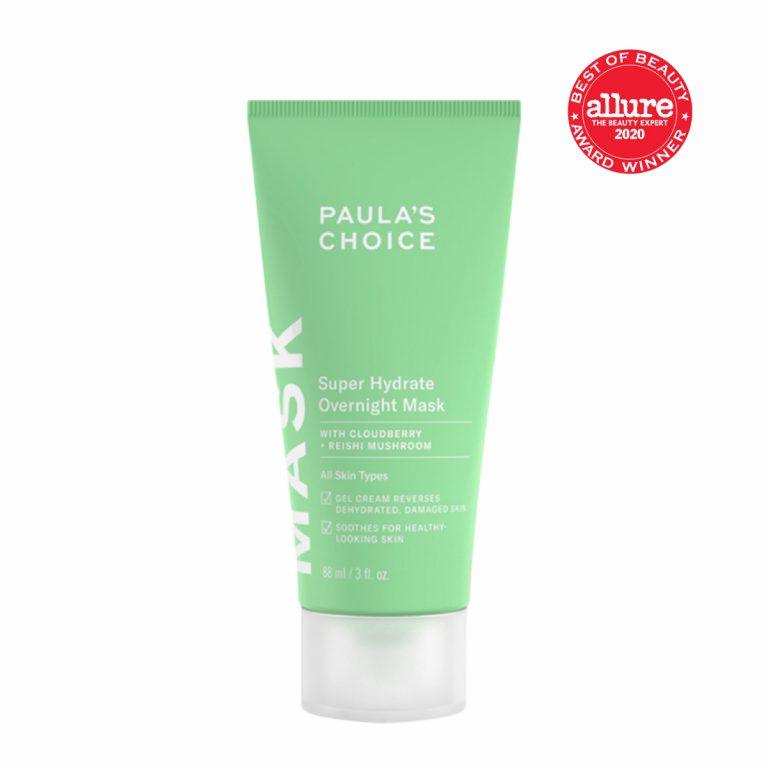 BEST OF BEAUTY
allure
THE BEAUTY EXPERT
2020
AWARD WINNER
PAULA'S
CHOICE
MASK
Super Hydrate
Overnight Mask
WITH CLOUDBERRY
+ REISHI MUSHROOM
All Skin Types
GEL CREAM REVERSES
DEHYDRATED, DAMAGED SKIN
SOOTHES FOR HEALTHY-
LOOKING SKIN
88 ml / 3 fl. oz.